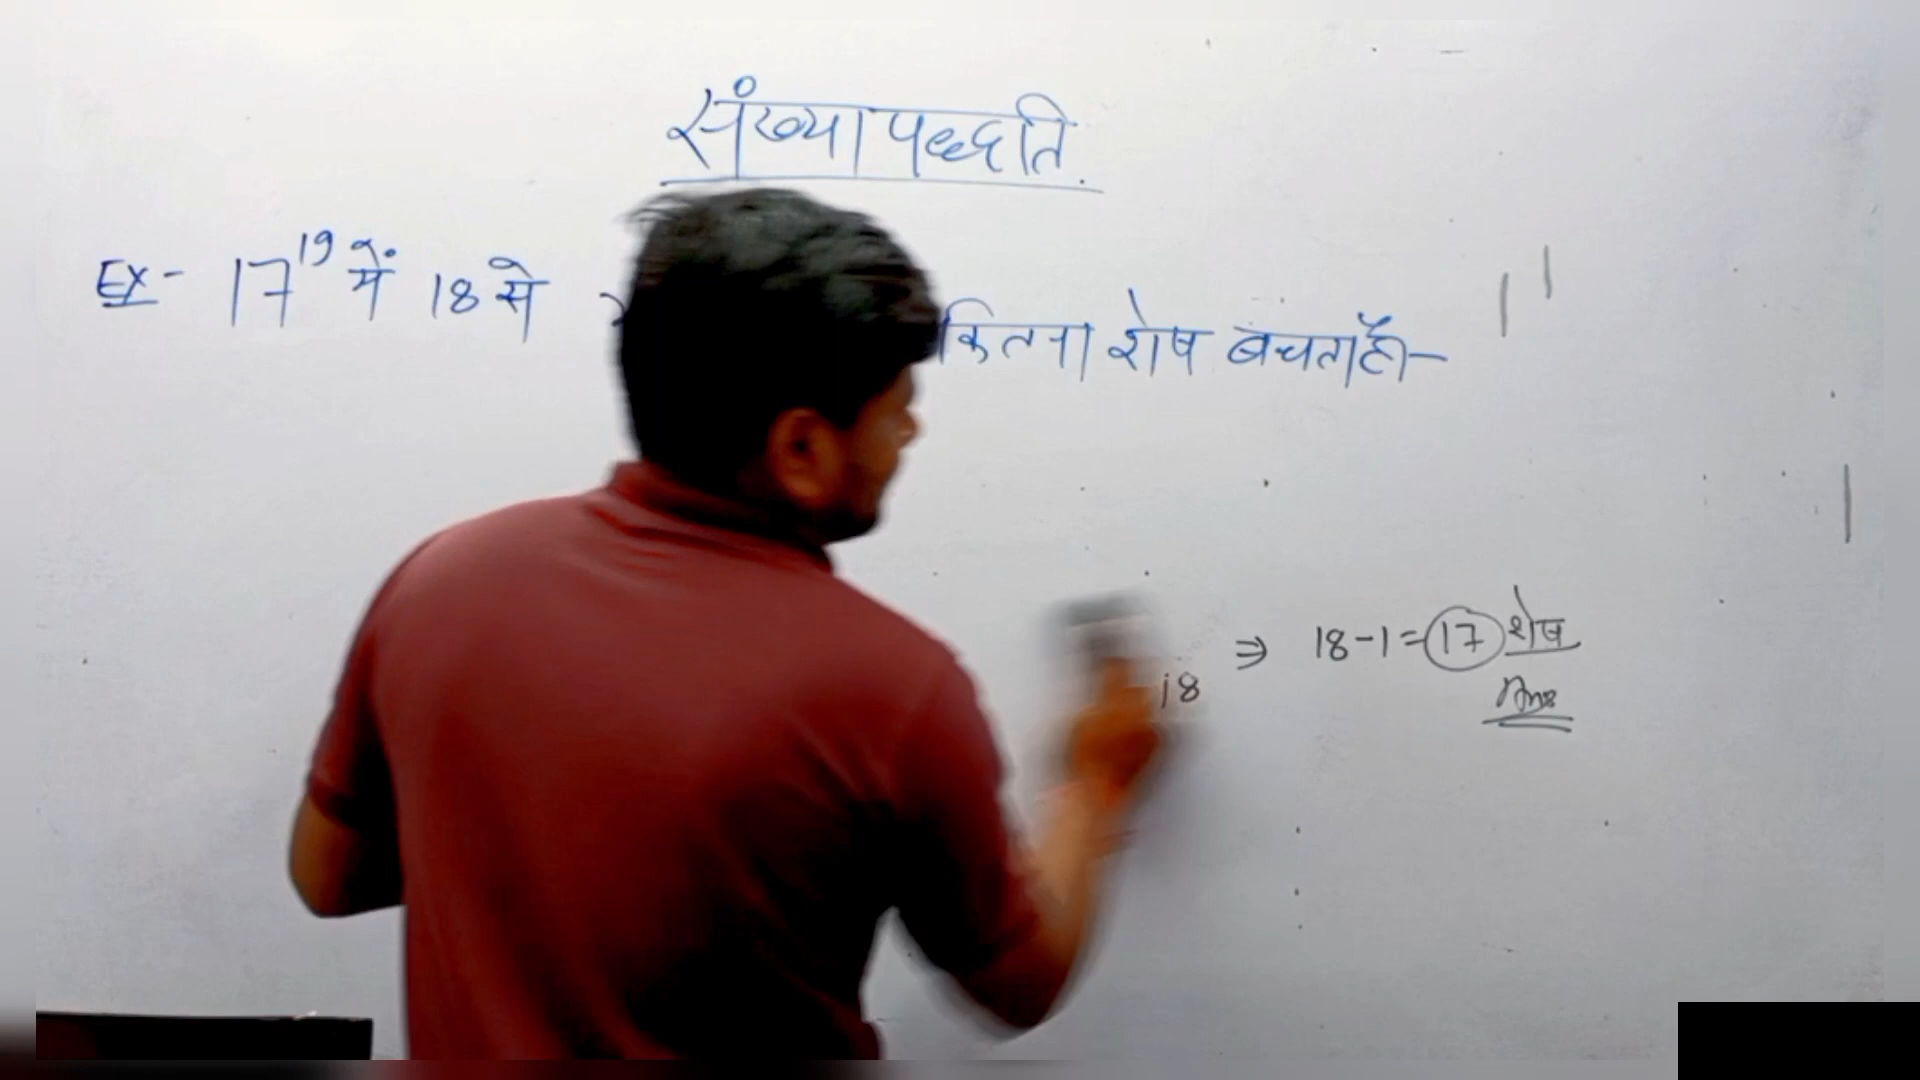 संख्या पद्धति.
Ex- 17¹⁹ में 18 से कितना शेष बचता है-
18 ⇒ 18-1=17 शेष
Ans